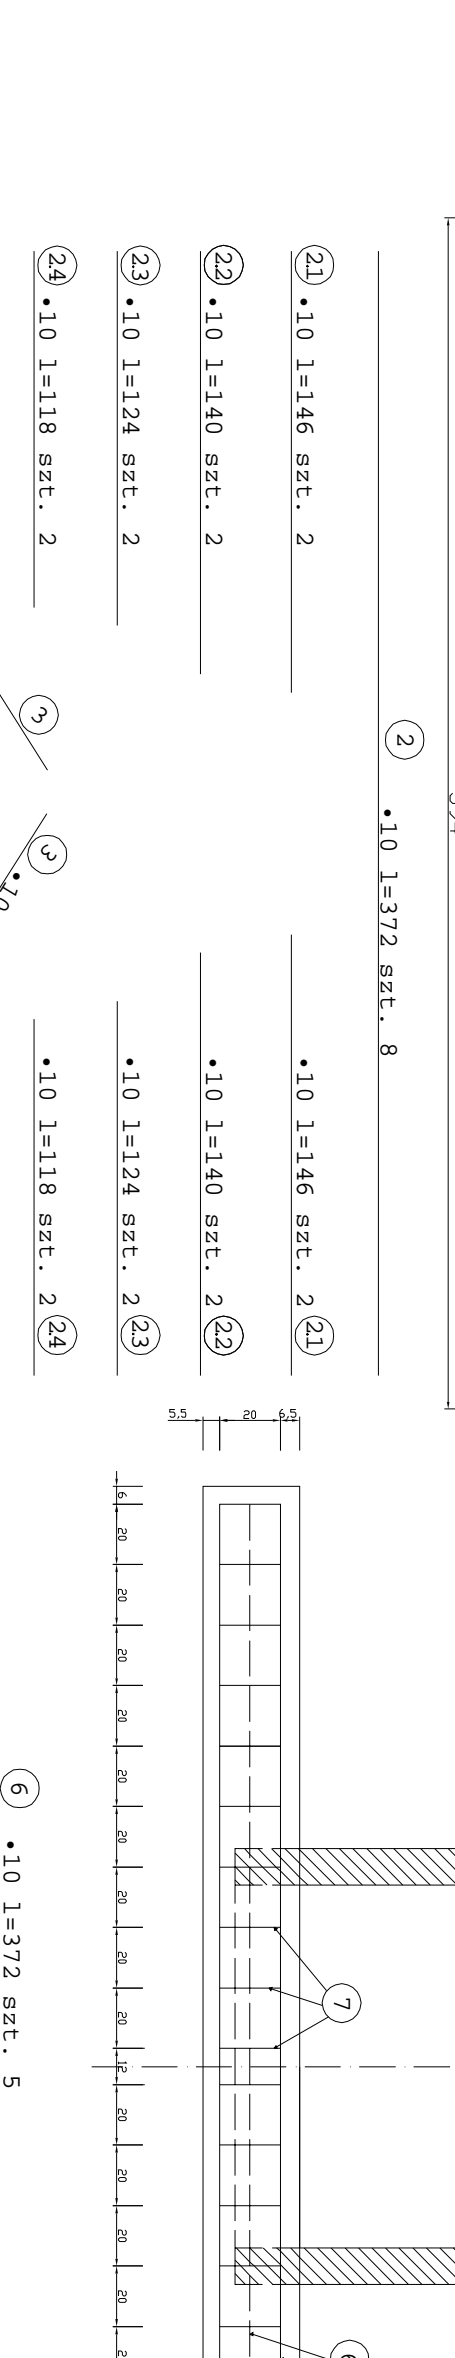 2.1 •10 l=146 szt. 2
2.2 •10 l=140 szt. 2
2.3 •10 l=124 szt. 2
2.4 •10 l=118 szt. 2
2 •10 l=372 szt. 8
3
3
•10
•10 l=146 szt. 2 2.1
•10 l=140 szt. 2 2.2
•10 l=124 szt. 2 2.3
•10 l=118 szt. 2 2.4
5,5 20 6,5
6
20
20
20
20
20
20
20
20
20
12
20
20
20
20
7
6 •10 l=372 szt. 5